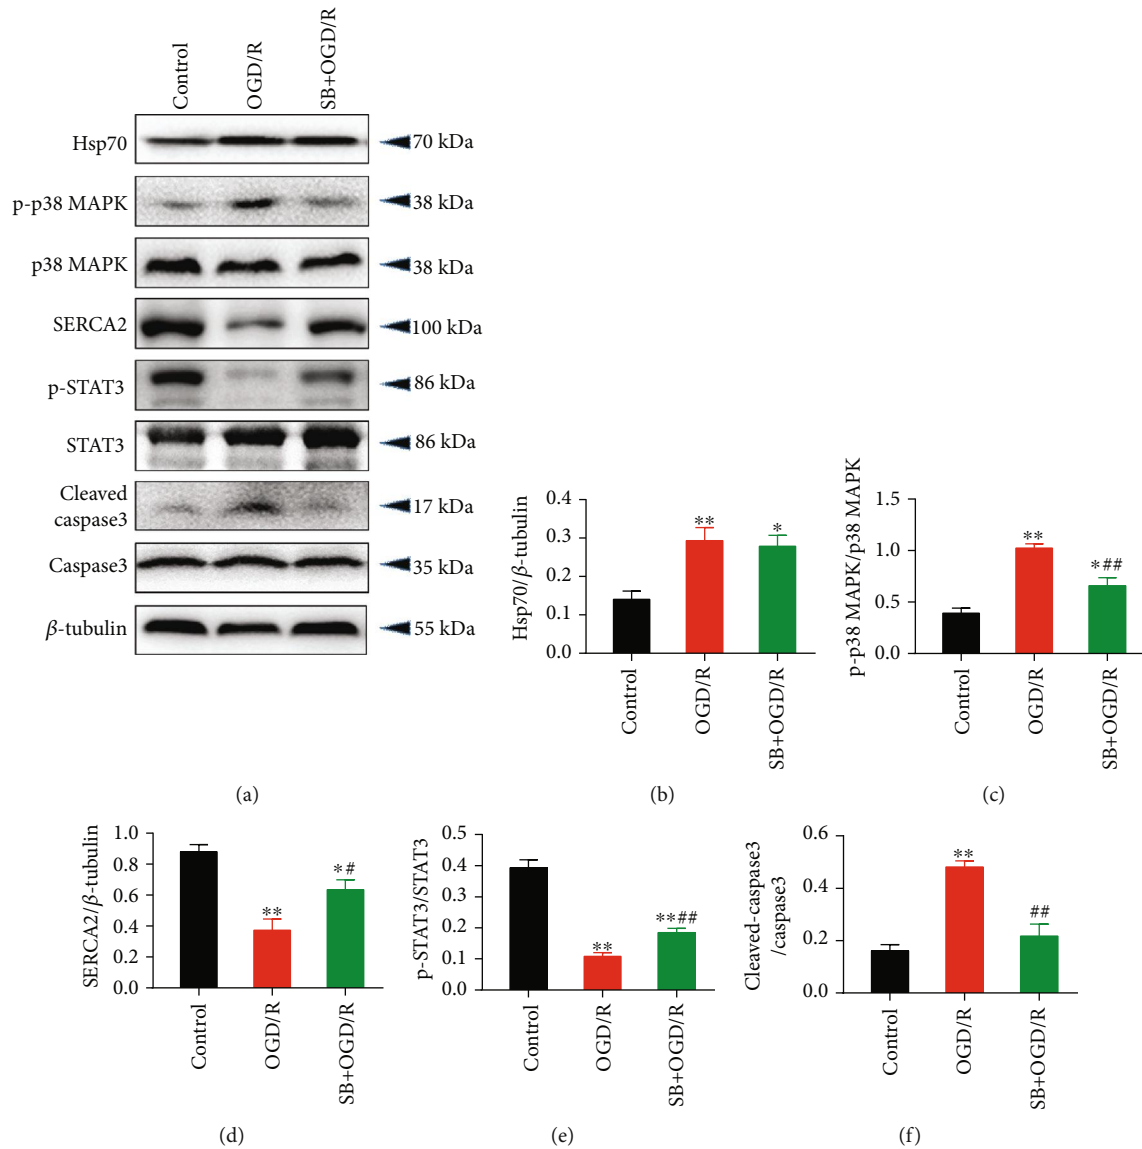 Control
OGD/R
SB+OGD/R
Hsp70
70 kDa
p-p38 MAPK
38 kDa
p38 MAPK
38 kDa
SERCA2
100 kDa
p-STAT3
86 kDa
STAT3
86 kDa
Cleaved
caspase3
17 kDa
Caspase3
35 kDa
β-tubulin
55 kDa
(a)
Hsp70/β-tubulin
0.4
0.3
0.2
0.1
0.0
**
*
Control
OGD/R
SB+OGD/R
(b)
p-p38 MAPK/p38 MAPK
1.5
1.0
0.5
0.0
**
*##
Control
OGD/R
SB+OGD/R
(c)
SERCA2/β-tubulin
1.0
0.8
0.6
0.4
0.2
0.0
**
*#
Control
OGD/R
SB+OGD/R
(d)
p-STAT3/STAT3
0.5
0.4
0.3
0.2
0.1
0.0
**
**##
Control
OGD/R
SB+OGD/R
(e)
Cleaved-caspase3
/caspase3
0.6
0.4
0.2
0.0
**
##
Control
OGD/R
SB+OGD/R
(f)